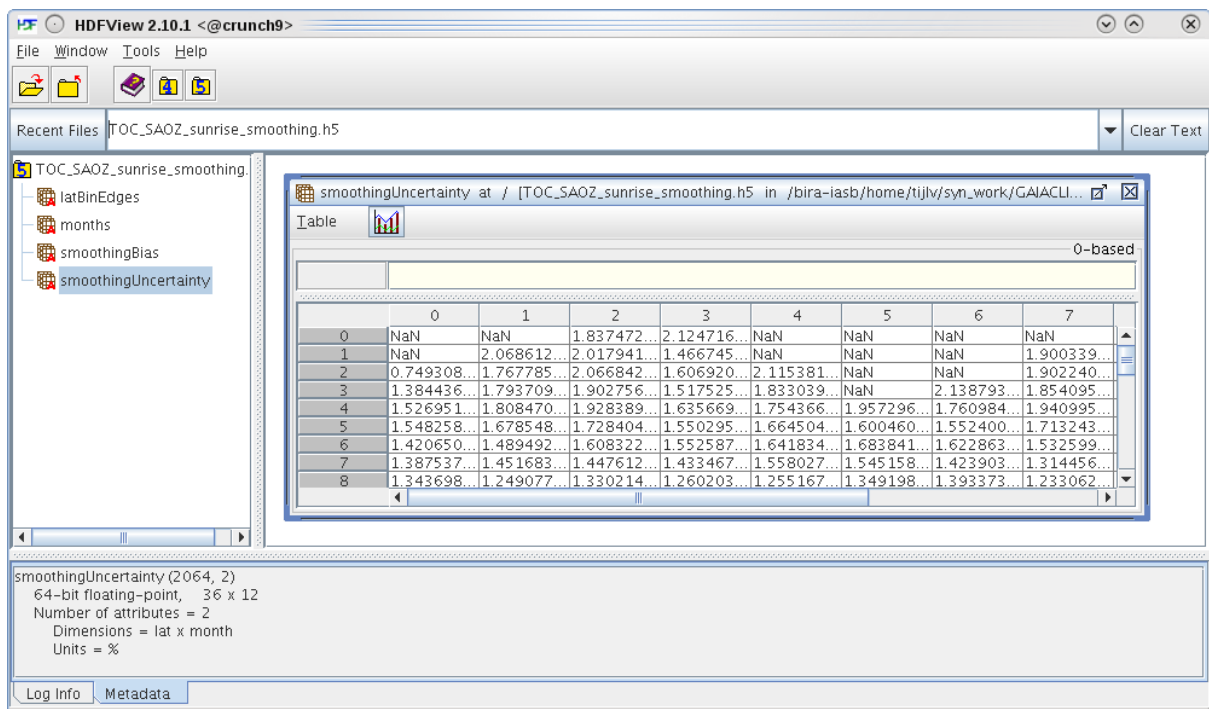 HDF HDFView 2.10.1 <@crunch9>
File Window Tools Help
4 5
Recent Files TOC_SAOZ_sunrise_smoothing.h5 Clear Text
5 TOC_SAOZ_sunrise_smoothing.
latBinEdges
months
smoothingBias
smoothingUncertainty
smoothingUncertainty at / [TOC_SAOZ_sunrise_smoothing.h5 in /bira-iasb/home/tijlv/syn_work/GAIACLI...
Table
0-based
0 1 2 3 4 5 6 7
0 NaN NaN 1.837472... 2.124716... NaN NaN NaN NaN
1 NaN 2.068612... 2.017941... 1.466745... NaN NaN NaN 1.900339...
2 0.749308... 1.767785... 2.066842... 1.606920... 2.115381... NaN NaN 1.902240...
3 1.384436... 1.793709... 1.902756... 1.517525... 1.833039... NaN 2.138793... 1.854095...
4 1.526951... 1.808470... 1.928389... 1.635669... 1.754366... 1.957296... 1.760984... 1.940995...
5 1.548258... 1.678548... 1.728404... 1.550295... 1.664504... 1.600460... 1.552400... 1.713243...
6 1.420650... 1.489492... 1.608322... 1.552587... 1.641834... 1.683841... 1.622863... 1.532599...
7 1.387537... 1.451683... 1.447612... 1.433467... 1.558027... 1.545158... 1.423903... 1.314456...
8 1.343698... 1.249077... 1.330214... 1.260203... 1.255167... 1.349198... 1.393373... 1.233062...
smoothingUncertainty (2064, 2)
64-bit floating-point, 36 x 12
Number of attributes = 2
Dimensions = lat x month
Units = %
Log Info Metadata